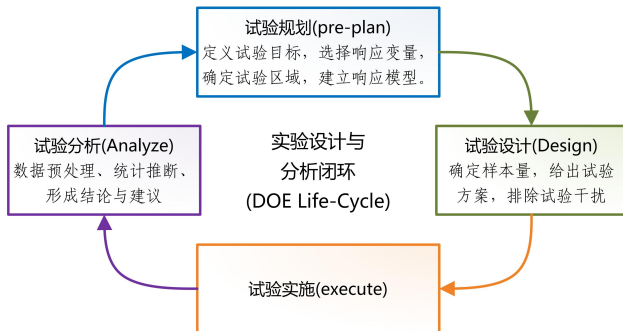 试验规划(pre-plan)
定义试验目标，选择响应变量，
确定试验区域，建立响应模型。
试验分析(Analyze)
数据预处理、统计推断、
形成结论与建议
实验设计与
分析闭环
(DOE Life-Cycle)
试验设计(Design)
确定样本量，给出试验
方案，排除试验干扰
试验实施(execute)